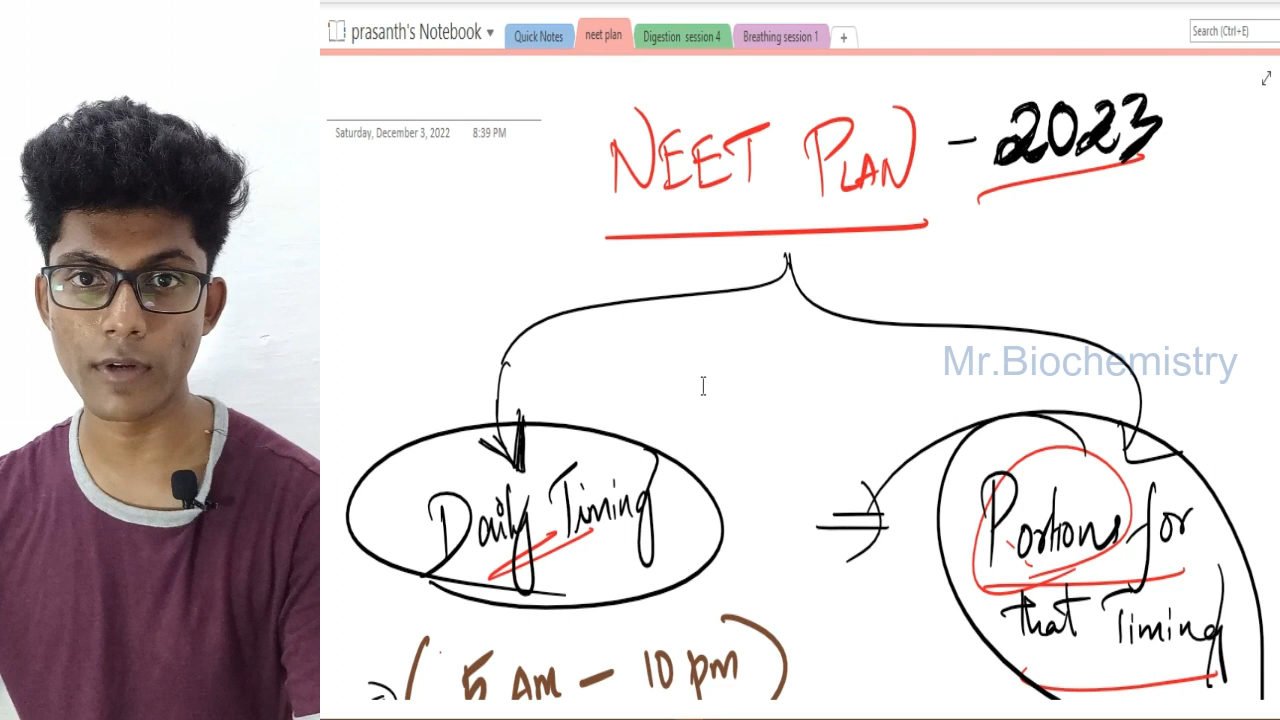 prasanth's Notebook
Quick Notes
neet plan
Digestion session 4
Breathing session 1
+
Search (Ctrl+E)
Saturday, December 3, 2022 8:39 PM
NEET PLAN - 2023
Mr.Biochemistry
Daily Timing
⇒
Portions for
that Timing
⇒ ( 5 AM - 10 pm )